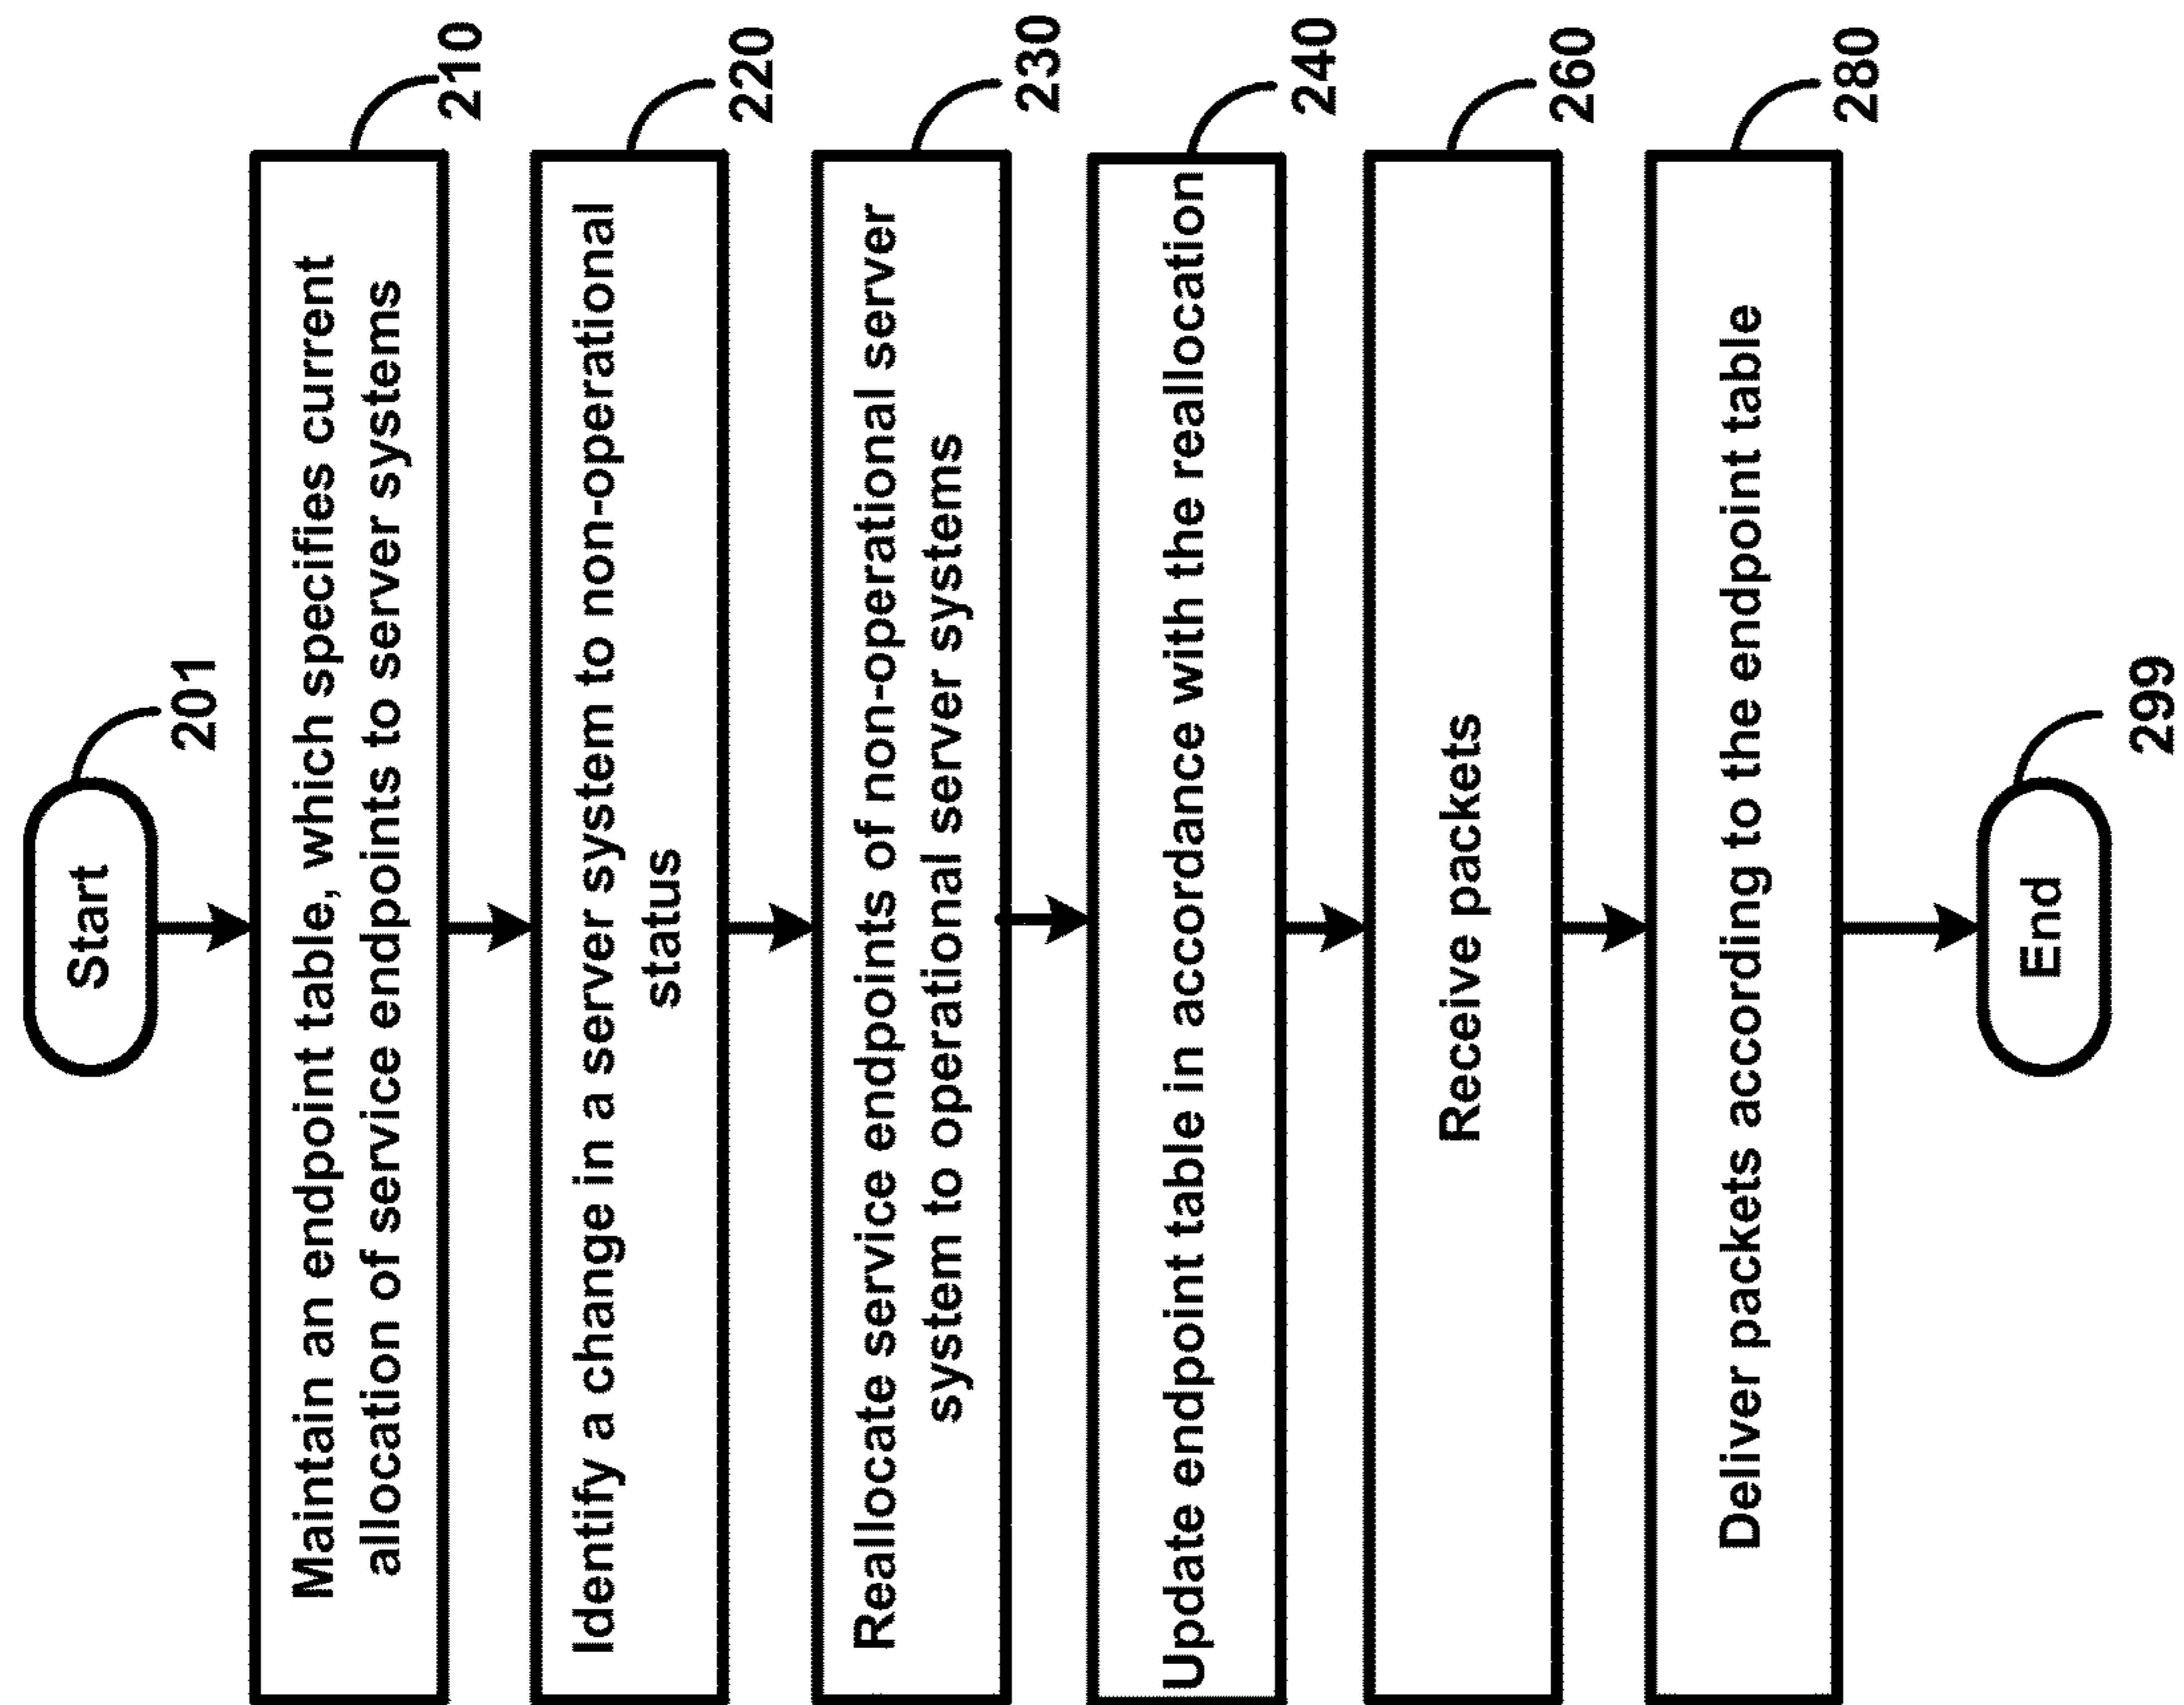 Start
201
Maintain an endpoint table, which specifies current
allocation of service endpoints to server systems
210
Identify a change in a server system to non-operational
status
220
Reallocate service endpoints of non-operational server
system to operational server systems
230
Update endpoint table in accordance with the reallocation
240
Receive packets
260
Deliver packets according to the endpoint table
280
End
299